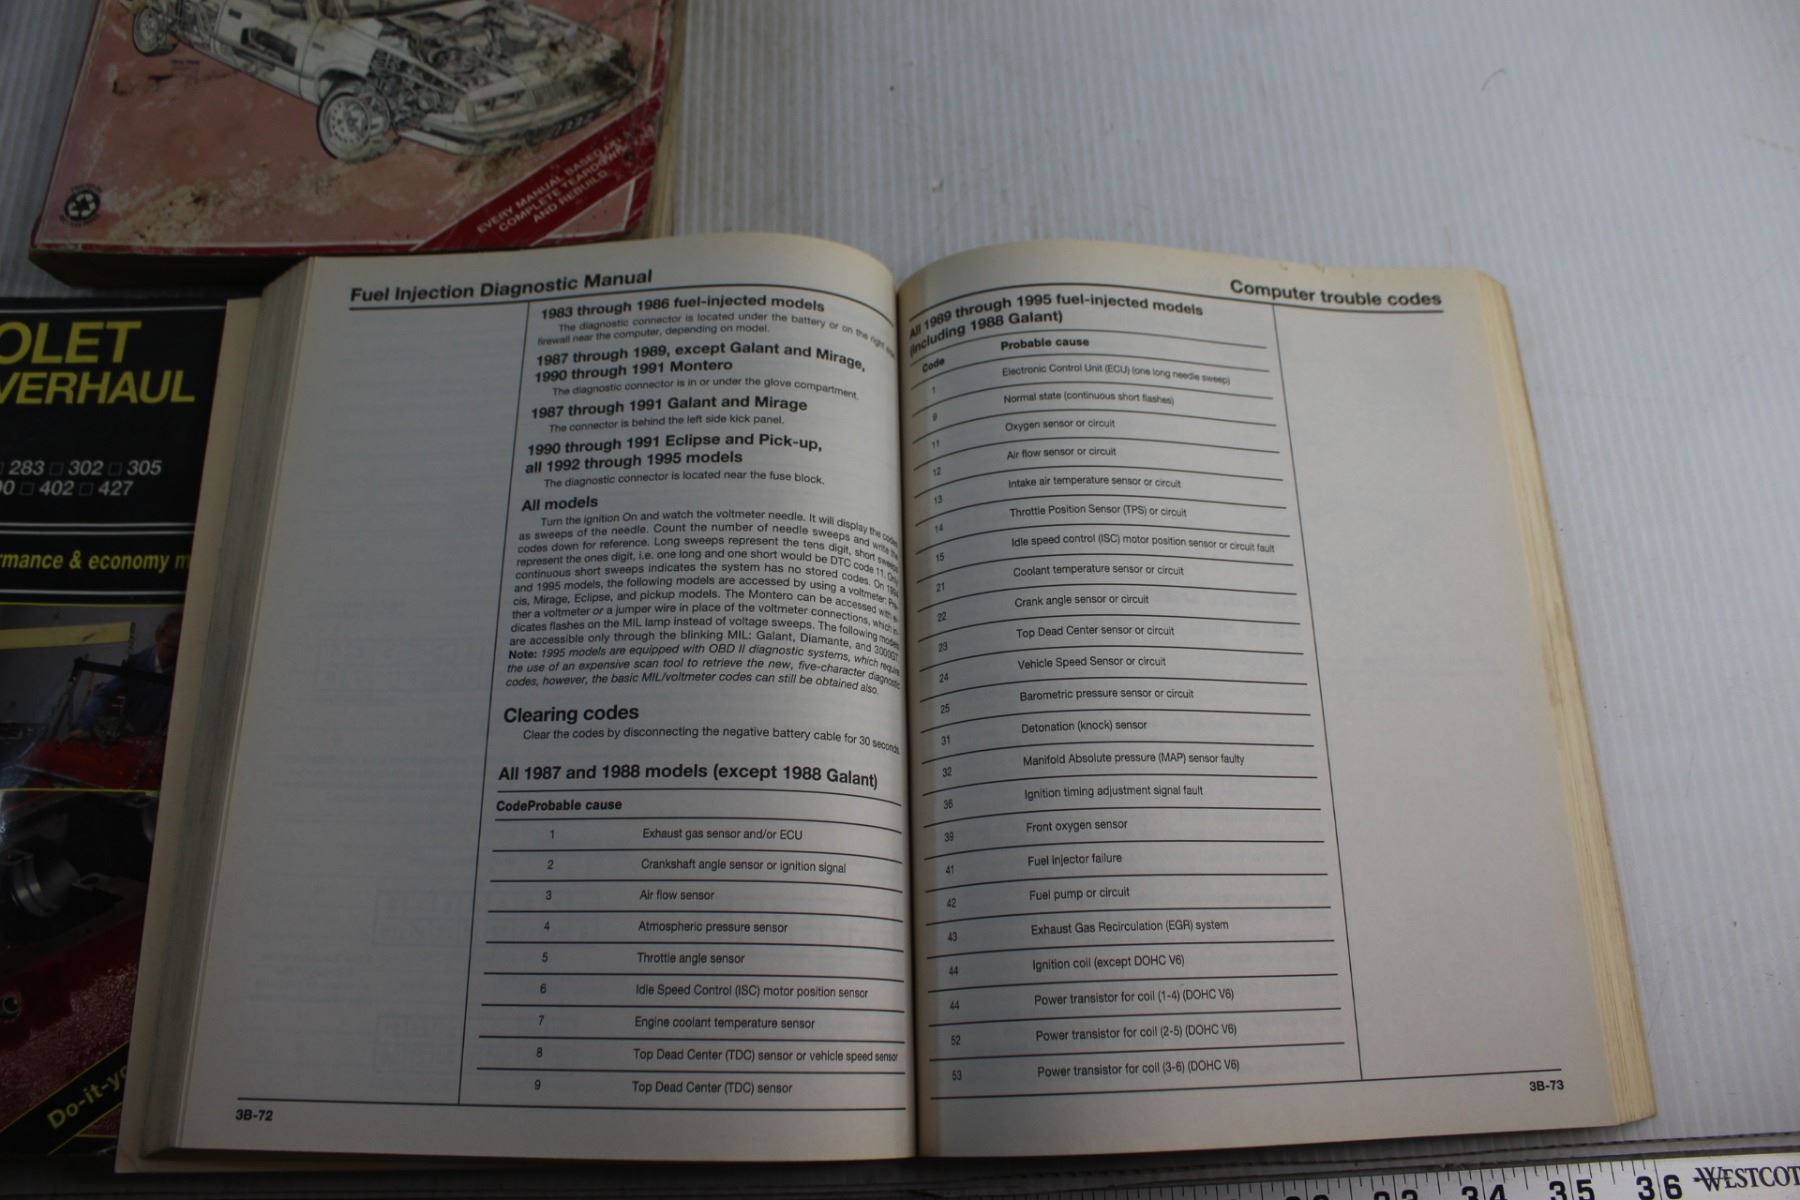 EVERY MANUAL BASED ON
COMPLETE TEARDOWN
AND REBUILD
OLET
VERHAUL
283 302 305
00 402 427
rmance & economy m
Do-it-yo
Fuel Injection Diagnostic Manual
1983 through 1986 fuel-injected models
The diagnostic connector is located under the battery or on the right
firewall near the computer, depending on model.
1987 through 1989, except Galant and Mirage,
1990 through 1991 Montero
The diagnostic connector is in or under the glove compartment.
1987 through 1991 Galant and Mirage
The connector is behind the left side kick panel.
1990 through 1991 Eclipse and Pick-up,
all 1992 through 1995 models
The diagnostic connector is located near the fuse block.
All models
Turn the ignition On and watch the voltmeter needle. It will display the codes
as sweeps of the needle. Count the number of needle sweeps and write the
codes down for reference. Long sweeps represent the tens digit, short sweeps
represent the ones digit, i.e. one long and one short would be DTC code 11. Only
continuous short sweeps indicates the system has no stored codes. On 1994
and 1995 models, the following models are accessed by using a voltmeter: Pre-
cis, Mirage, Eclipse, and pickup models. The Montero can be accessed with ei-
ther a voltmeter or a jumper wire in place of the voltmeter connections, which in-
dicates flashes on the MIL lamp instead of voltage sweeps. The following models
are accessible only through the blinking MIL: Galant, Diamante, and 3000GT.
Note: 1995 models are equipped with OBD II diagnostic systems, which require
the use of an expensive scan tool to retrieve the new, five-character diagnostic
codes, however, the basic MIL/voltmeter codes can still be obtained also.
Clearing codes
Clear the codes by disconnecting the negative battery cable for 30 seconds
All 1987 and 1988 models (except 1988 Galant)
CodeProbable cause
1 Exhaust gas sensor and/or ECU
2 Crankshaft angle sensor or ignition signal
3 Air flow sensor
4 Atmospheric pressure sensor
5 Throttle angle sensor
6 Idle Speed Control (ISC) motor position sensor
7 Engine coolant temperature sensor
8 Top Dead Center (TDC) sensor or vehicle speed sensor
9 Top Dead Center (TDC) sensor
3B-72
Computer trouble codes
All 1989 through 1995 fuel-injected models
(including 1988 Galant)
Code Probable cause
1 Electronic Control Unit (ECU) (one long needle sweep)
9 Normal state (continuous short flashes)
11 Oxygen sensor or circuit
12 Air flow sensor or circuit
13 Intake air temperature sensor or circuit
14 Throttle Position Sensor (TPS) or circuit
15 Idle speed control (ISC) motor position sensor or circuit fault
21 Coolant temperature sensor or circuit
22 Crank angle sensor or circuit
23 Top Dead Center sensor or circuit
24 Vehicle Speed Sensor or circuit
25 Barometric pressure sensor or circuit
31 Detonation (knock) sensor
32 Manifold Absolute pressure (MAP) sensor faulty
36 Ignition timing adjustment signal fault
39 Front oxygen sensor
41 Fuel injector failure
42 Fuel pump or circuit
43 Exhaust Gas Recirculation (EGR) system
44 Ignition coil (except DOHC V6)
44 Power transistor for coil (1-4) (DOHC V6)
52 Power transistor for coil (2-5) (DOHC V6)
53 Power transistor for coil (3-6) (DOHC V6)
3B-73
33 34 35 36 WESTCOT